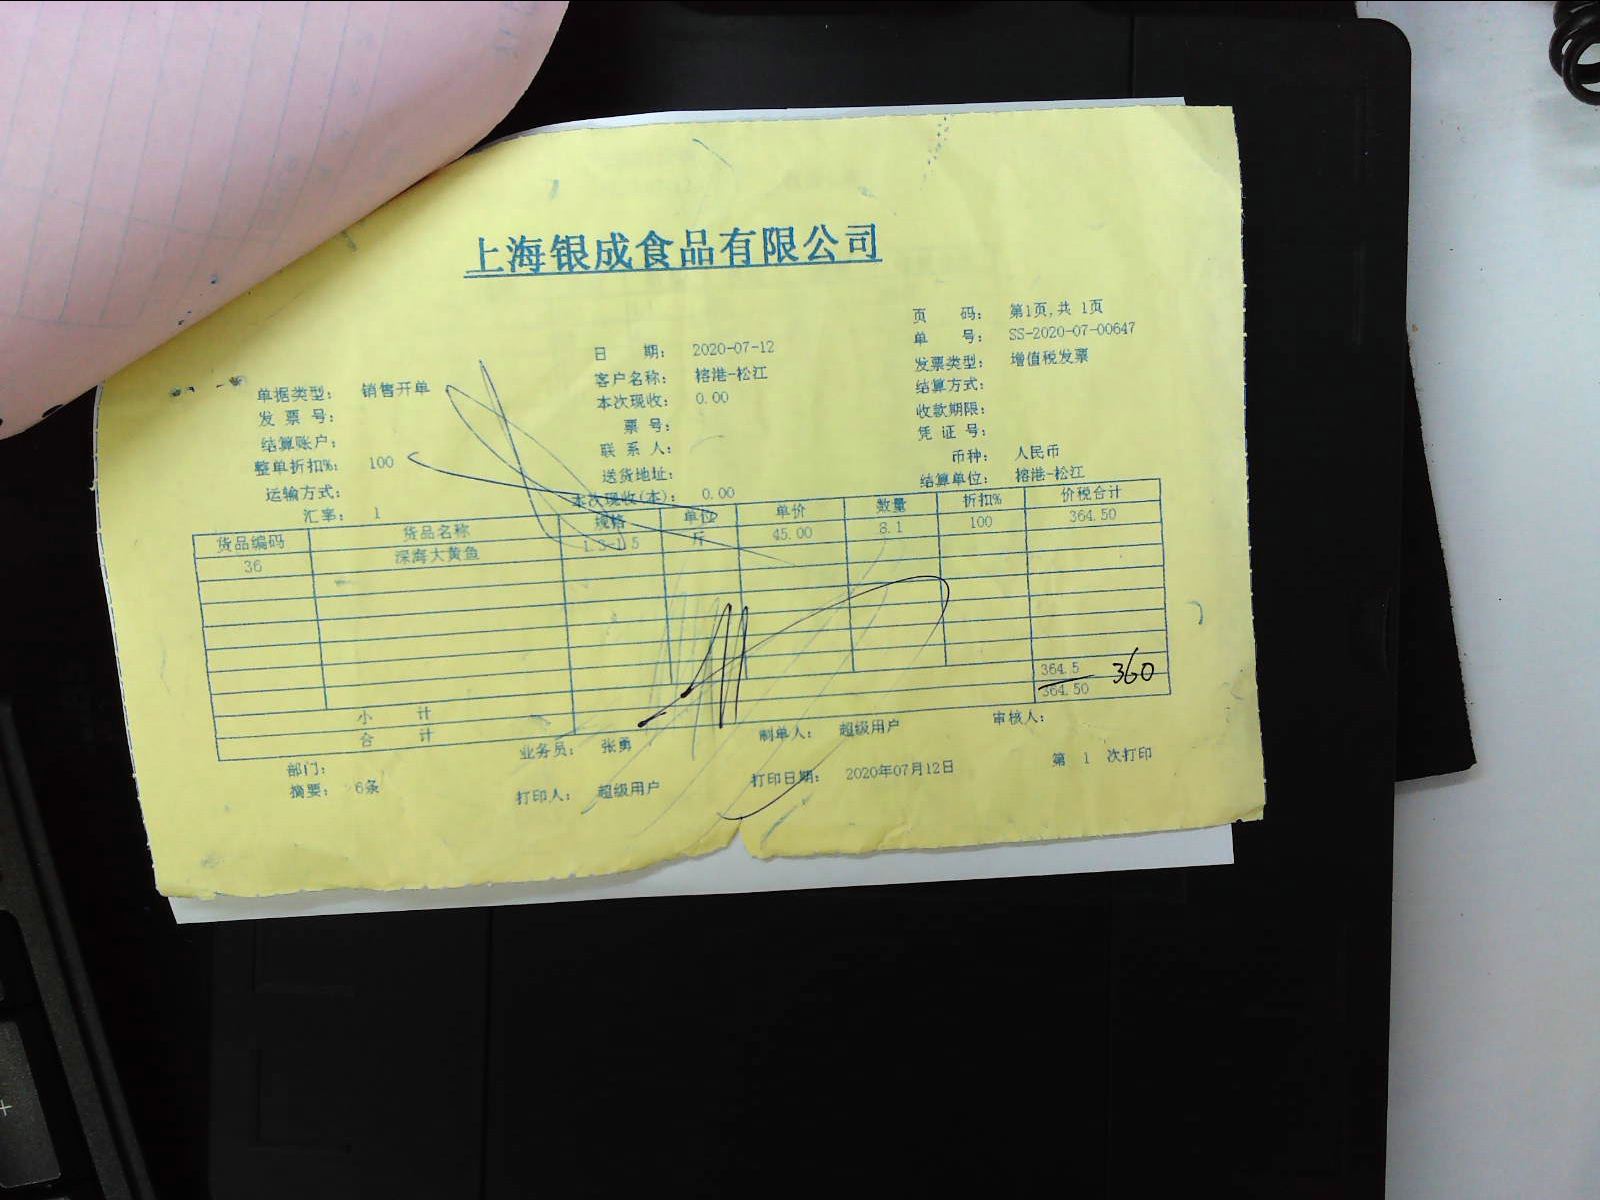 上海银成食品有限公司
页 码： 第1页,共 1页
单 号： SS-2020-07-00647
日 期： 2020-07-12
发票类型： 增值税发票
客户名称： 榕港-松江
单据类型： 销售开单
结算方式：
本次现收： 0.00
发 票 号：
收款期限：
票 号：
结算账户：
凭 证 号：
联 系 人：
整单折扣%： 100
币种： 人民币
送货地址：
运输方式：
结算单位： 榕港-松江
本次现收(本)： 0.00
汇率： 1
货品编码 货品名称 规格 单位 单价 数量 折扣% 价税合计
36 深海大黄鱼 1.3-1.5 斤 45.00 8.1 100 364.50
小 计 364.5 360
合 计 364.50
部门： 业务员： 张勇 制单人： 超级用户 审核人：
摘要： 6条 打印人： 超级用户 打印日期： 2020年07月12日 第 1 次打印
+